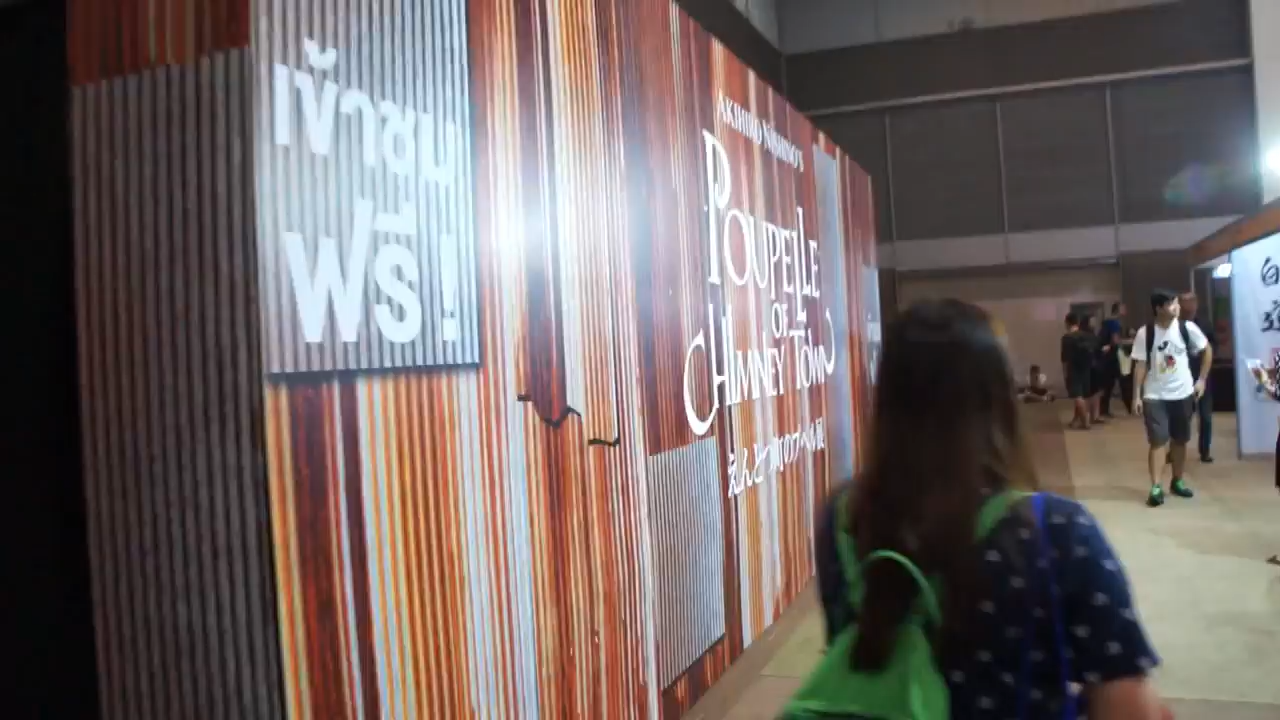 เข้าชม
ฟรี !
AKIHIRO NISHINO'S
POUPELLE
OF
CHIMNEY TOWN
えんとつ町のプペル展
白